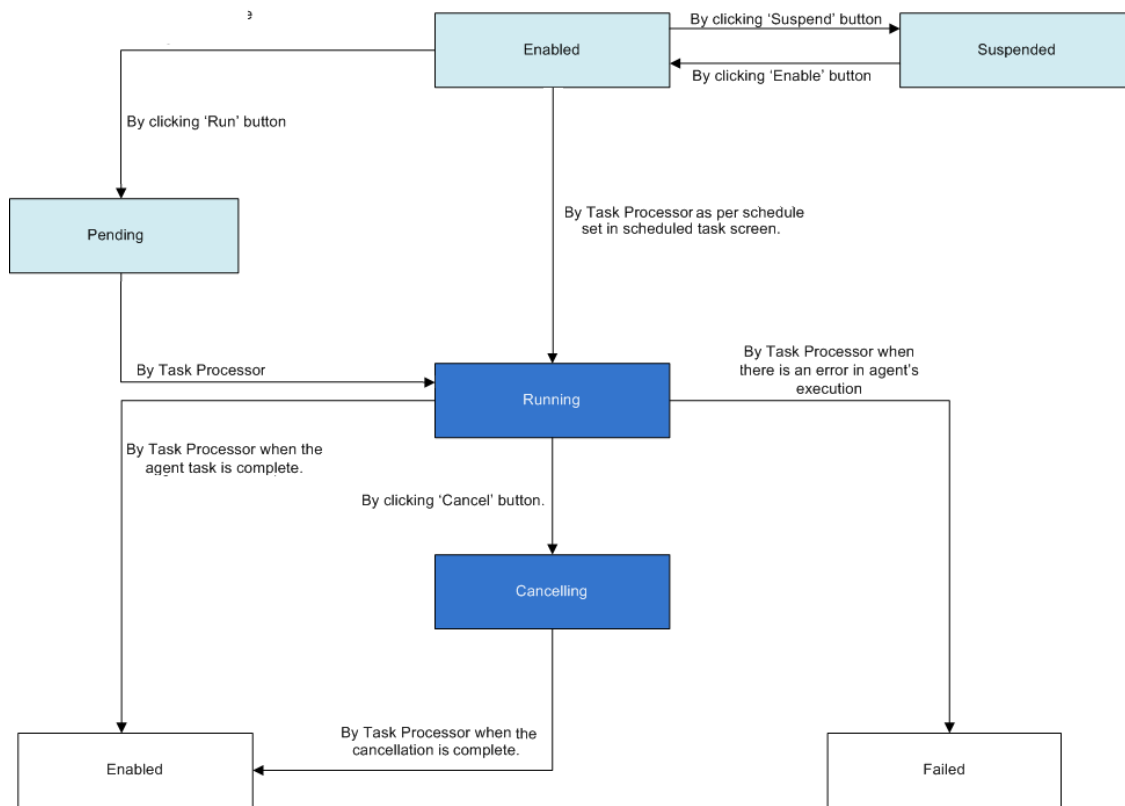 e
By clicking ‘Suspend’ button
Enabled
Suspended
By clicking ‘Enable’ button
By clicking ‘Run’ button
Pending
By Task Processor as per schedule
set in scheduled task screen.
By Task Processor
Running
By Task Processor when
there is an error in agent’s
execution
By Task Processor when the
agent task is complete.
By clicking ‘Cancel’ button.
Cancelling
By Task Processor when the
cancellation is complete.
Enabled
Failed